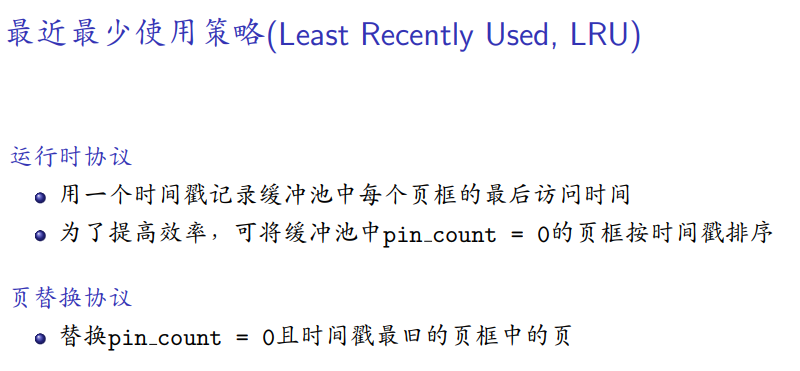 最近最少使用策略(Least Recently Used, LRU)
运行时协议
用一个时间戳记录缓冲池中每个页框的最后访问时间
为了提高效率，可将缓冲池中pin_count = 0的页框按时间戳排序
页替换协议
替换pin_count = 0且时间戳最旧的页框中的页